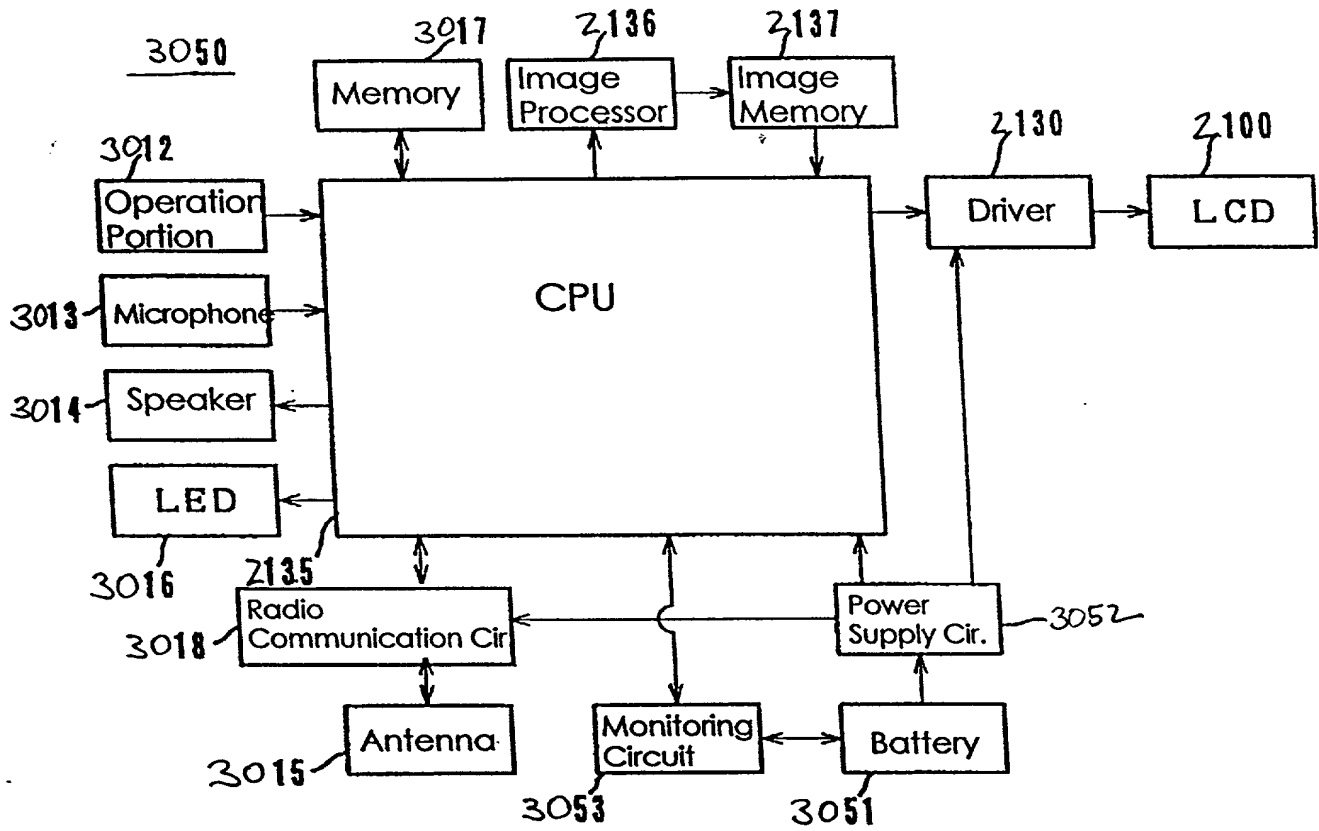 3050
3017
2136
2137
Memory
Image
Processor
Image
Memory
3012
2130
2100
Operation
Portion
Driver
LCD
CPU
3013
Microphone
3014
Speaker
LED
3016
2135
Radio
Communication Cir
3018
Power
Supply Cir.
3052
Antenna
3015
Monitoring
Circuit
3053
Battery
3051